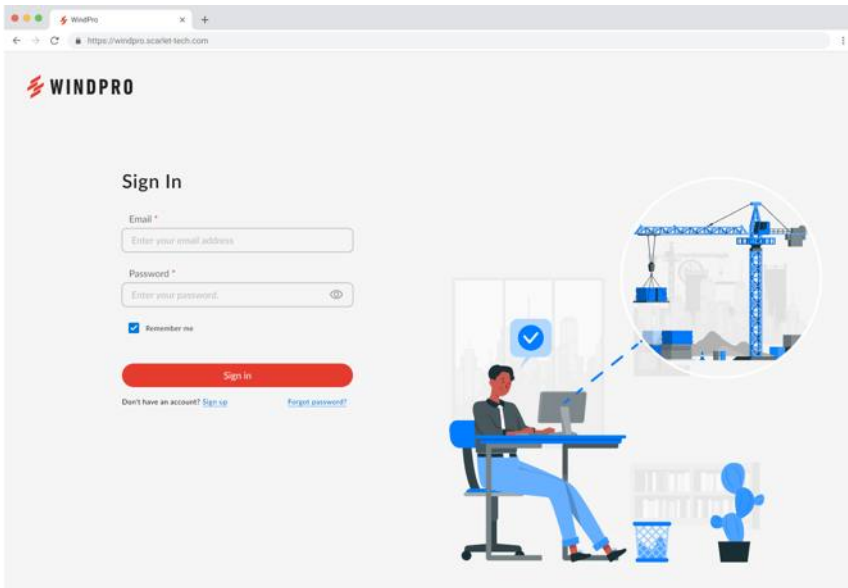 WindPro
https://windpro.scarlet-tech.com
WINDPRO
Sign In
Email *
Enter your email address
Password *
Enter your password.
Remember me
Sign in
Don't have an account? Sign up
Forgot password?